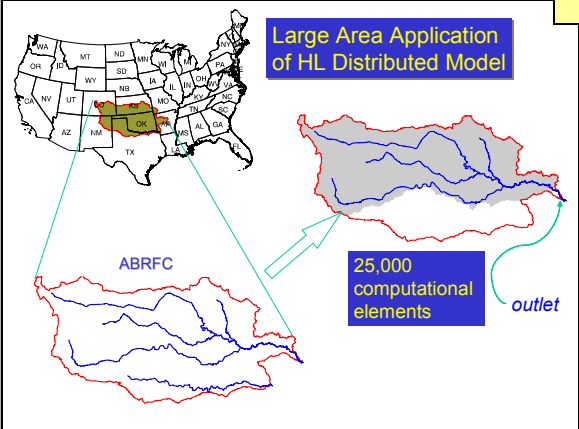 Large Area Application
of HL Distributed Model
WA
MT
ND
MN
OR
ID
SD
WI
MI
NY
WY
IA
NB
PA
NV
UT
IL
IN
OH
WV
VA
CA
KS
MO
KY
NC
TN
SC
AZ
NM
OK
AR
MS
AL
GA
TX
LA
FL
ABRFC
25,000
computational
elements
outlet